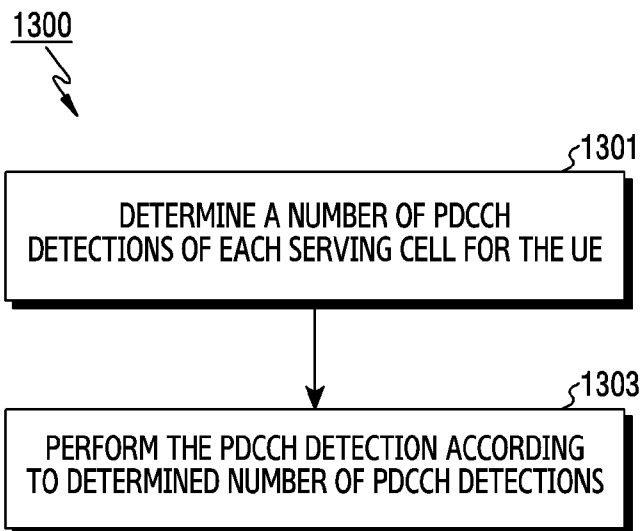 1300
1301
DETERMINE A NUMBER OF PDCCH
DETECTIONS OF EACH SERVING CELL FOR THE UE
1303
PERFORM THE PDCCH DETECTION ACCORDING
TO DETERMINED NUMBER OF PDCCH DETECTIONS